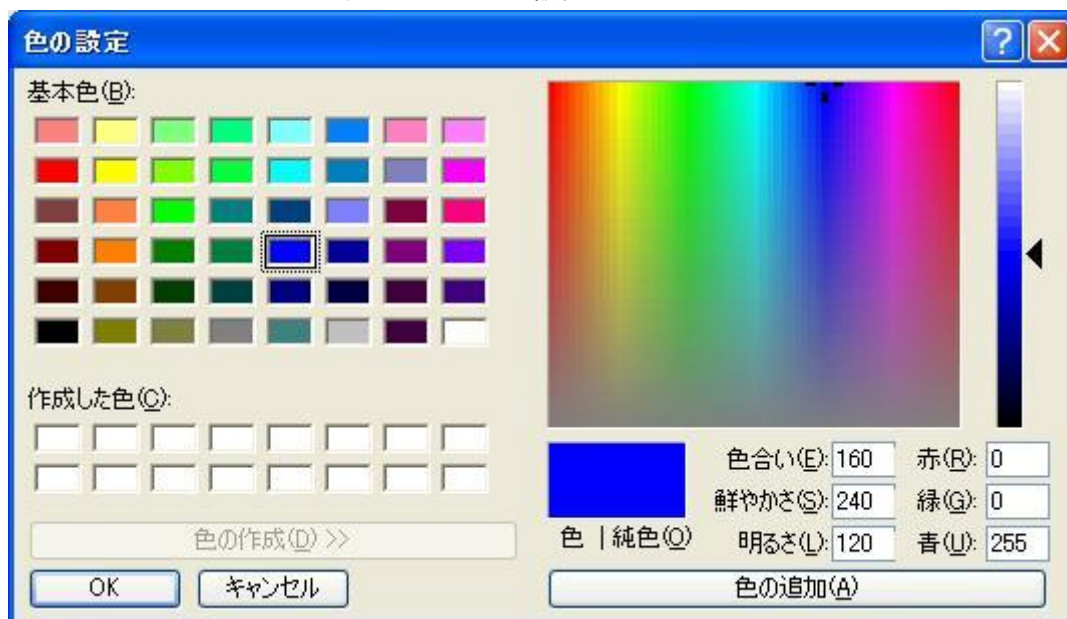 色の設定
基本色(B):
作成した色(C):
色の作成(D) >>
OK キャンセル
色 | 純色(O)
色合い(E): 160 赤(R): 0
鮮やかさ(S): 240 緑(G): 0
明るさ(L): 120 青(U): 255
色の追加(A)